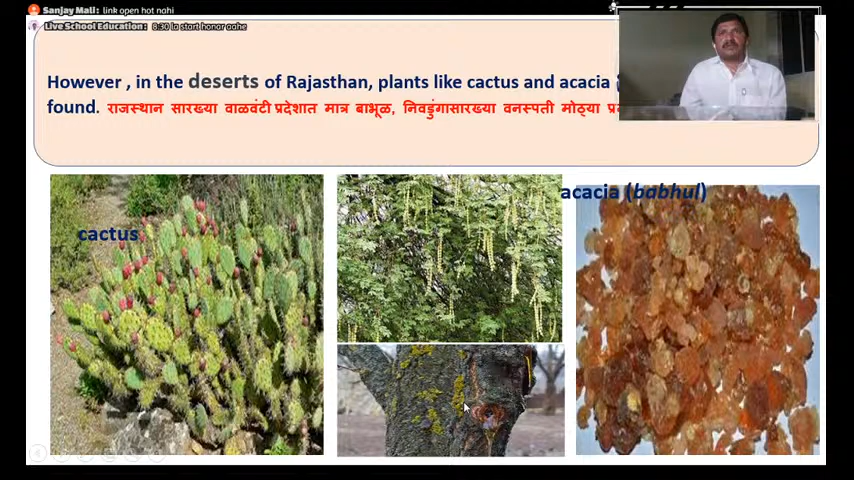 Sanjay Mali : link open hot nahi
Live School Education : 8:30 la start honar aahe
However , in the deserts of Rajasthan, plants like cactus and acacia
found. राजस्थान सारख्या वाळवंटी प्रदेशात मात्र बाभूळ, निवडुंगासारख्या वनस्पती मोठ्या
acacia (babhul)
cactus